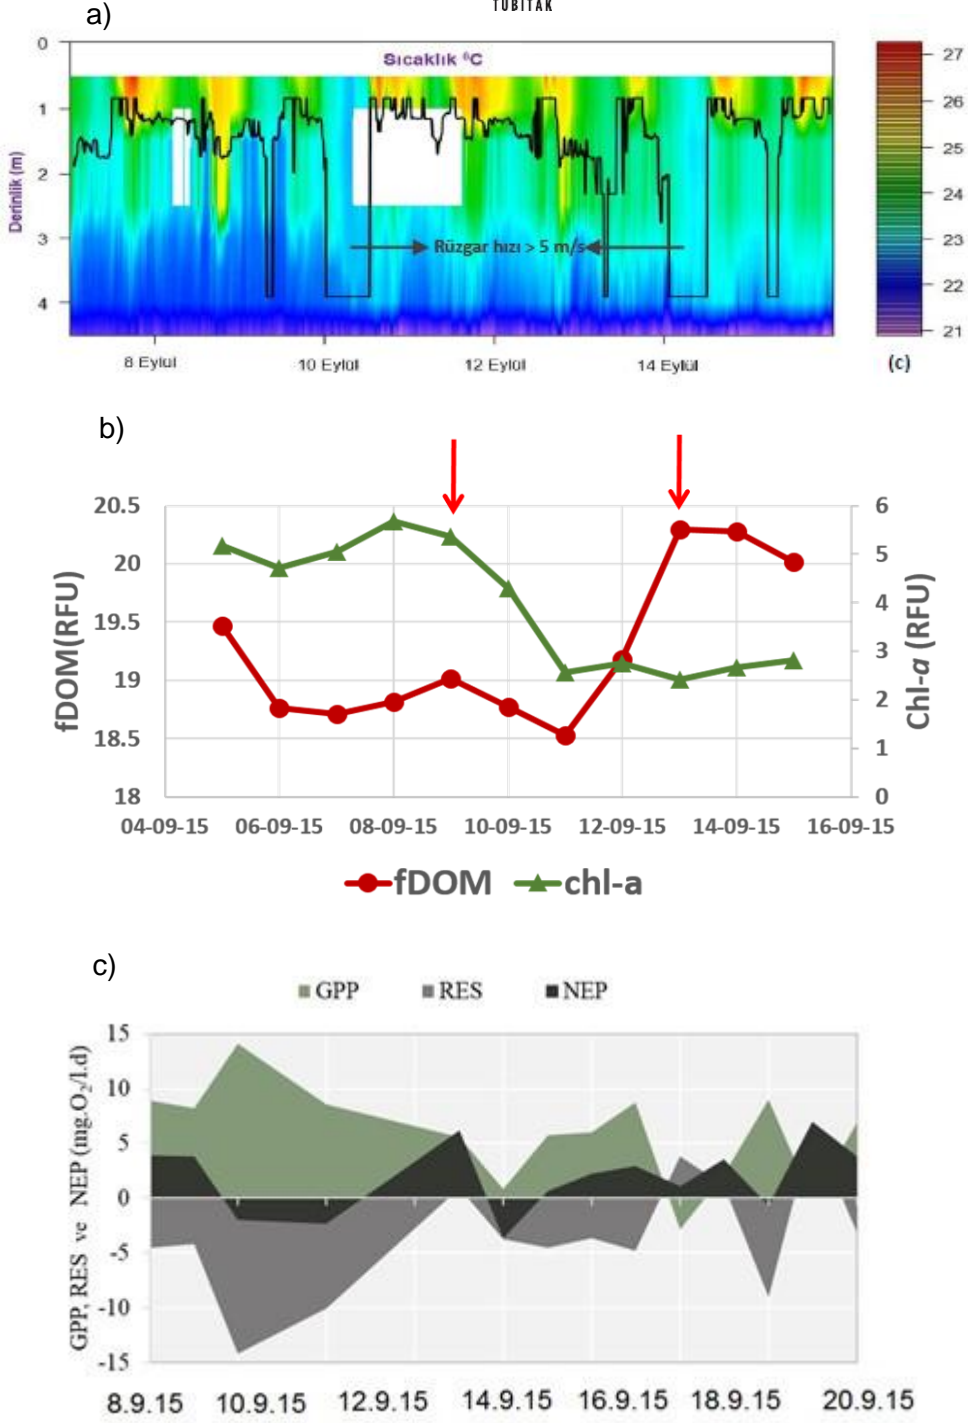 TÜBİTAK
a)
Sıcaklık ⁰C
0
1
2
3
4
Derinlik (m)
Rüzgar hızı > 5 m/s
8 Eylül
10 Eylül
12 Eylül
14 Eylül
27
26
25
24
23
22
21
(c)
b)
20.5
20
19.5
19
18.5
18
fDOM(RFU)
6
5
4
3
2
1
0
Chl-a (RFU)
04-09-15
06-09-15
08-09-15
10-09-15
12-09-15
14-09-15
16-09-15
fDOM
chl-a
c)
GPP
RES
NEP
15
10
5
0
-5
-10
-15
GPP, RES ve NEP (mg.O₂/l.d)
8.9.15
10.9.15
12.9.15
14.9.15
16.9.15
18.9.15
20.9.15